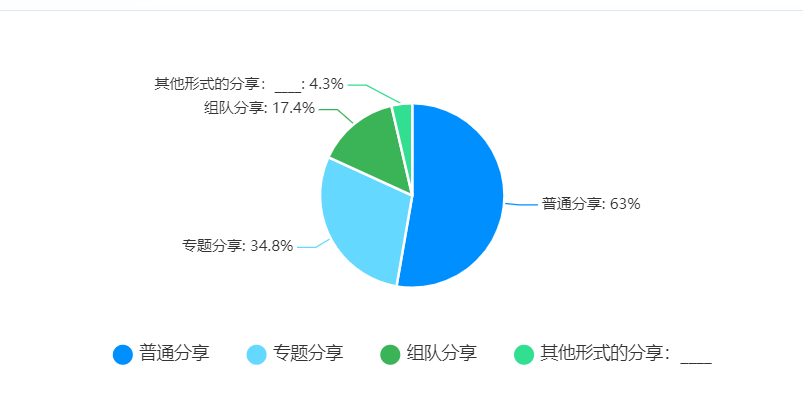 其他形式的分享：____: 4.3%
组队分享: 17.4%
普通分享: 63%
专题分享: 34.8%
普通分享 专题分享 组队分享 其他形式的分享：____